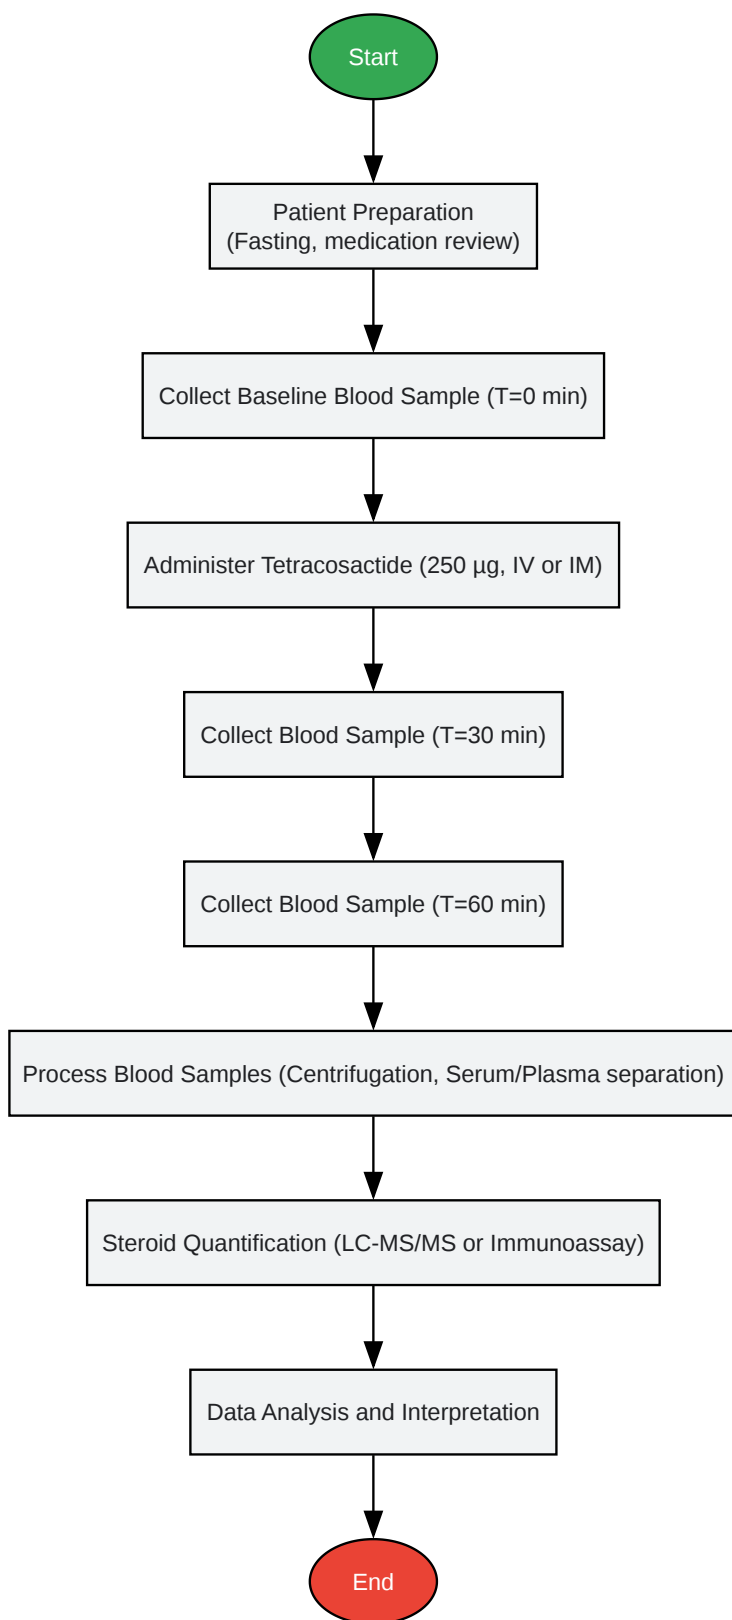 Start
Patient Preparation
(Fasting, medication review)
Collect Baseline Blood Sample (T=0 min)
Administer Tetracosactide (250 µg, IV or IM)
Collect Blood Sample (T=30 min)
Collect Blood Sample (T=60 min)
Process Blood Samples (Centrifugation, Serum/Plasma separation)
Steroid Quantification (LC-MS/MS or Immunoassay)
Data Analysis and Interpretation
End